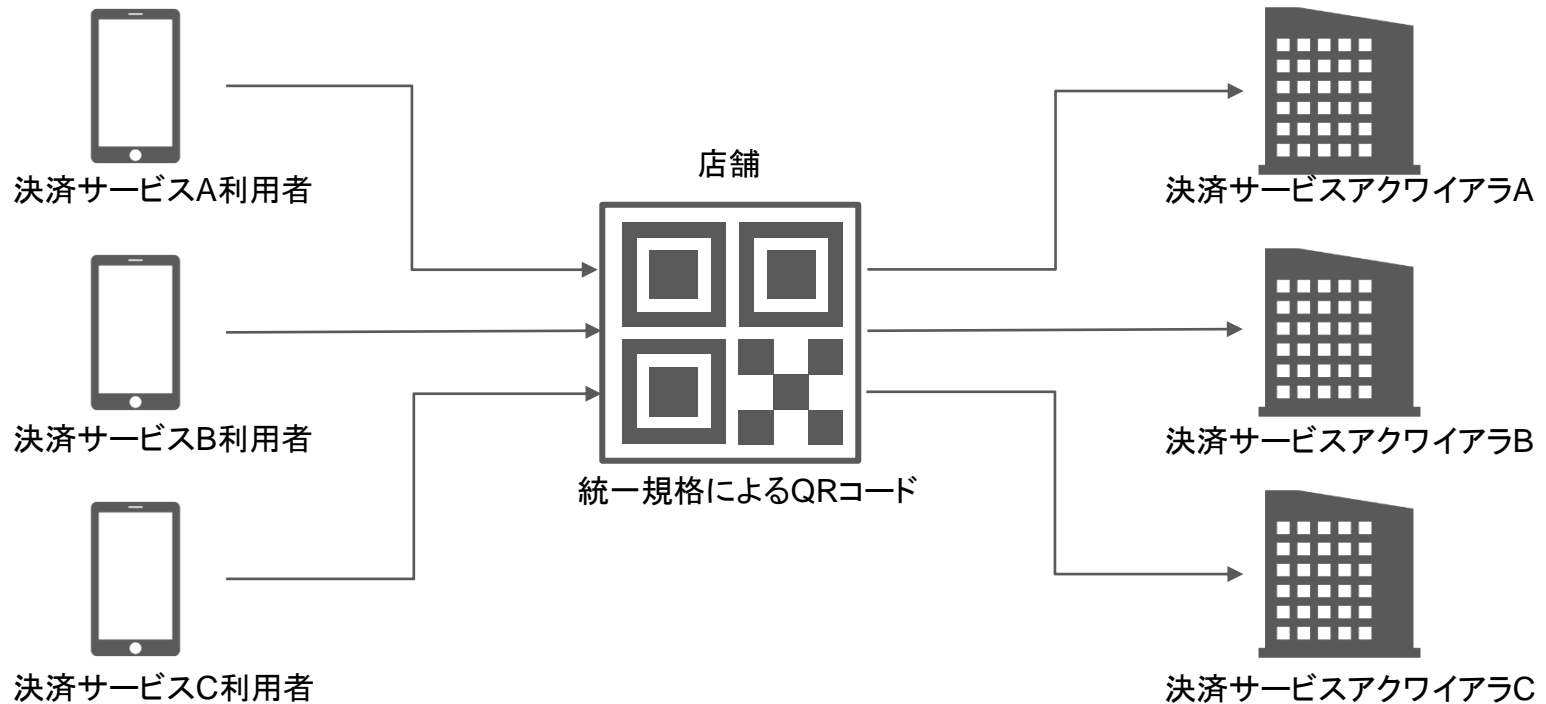 店舗
決済サービスA利用者
決済サービスアクワイアラA
決済サービスB利用者
決済サービスアクワイアラB
統一規格によるQRコード
決済サービスC利用者
決済サービスアクワイアラC